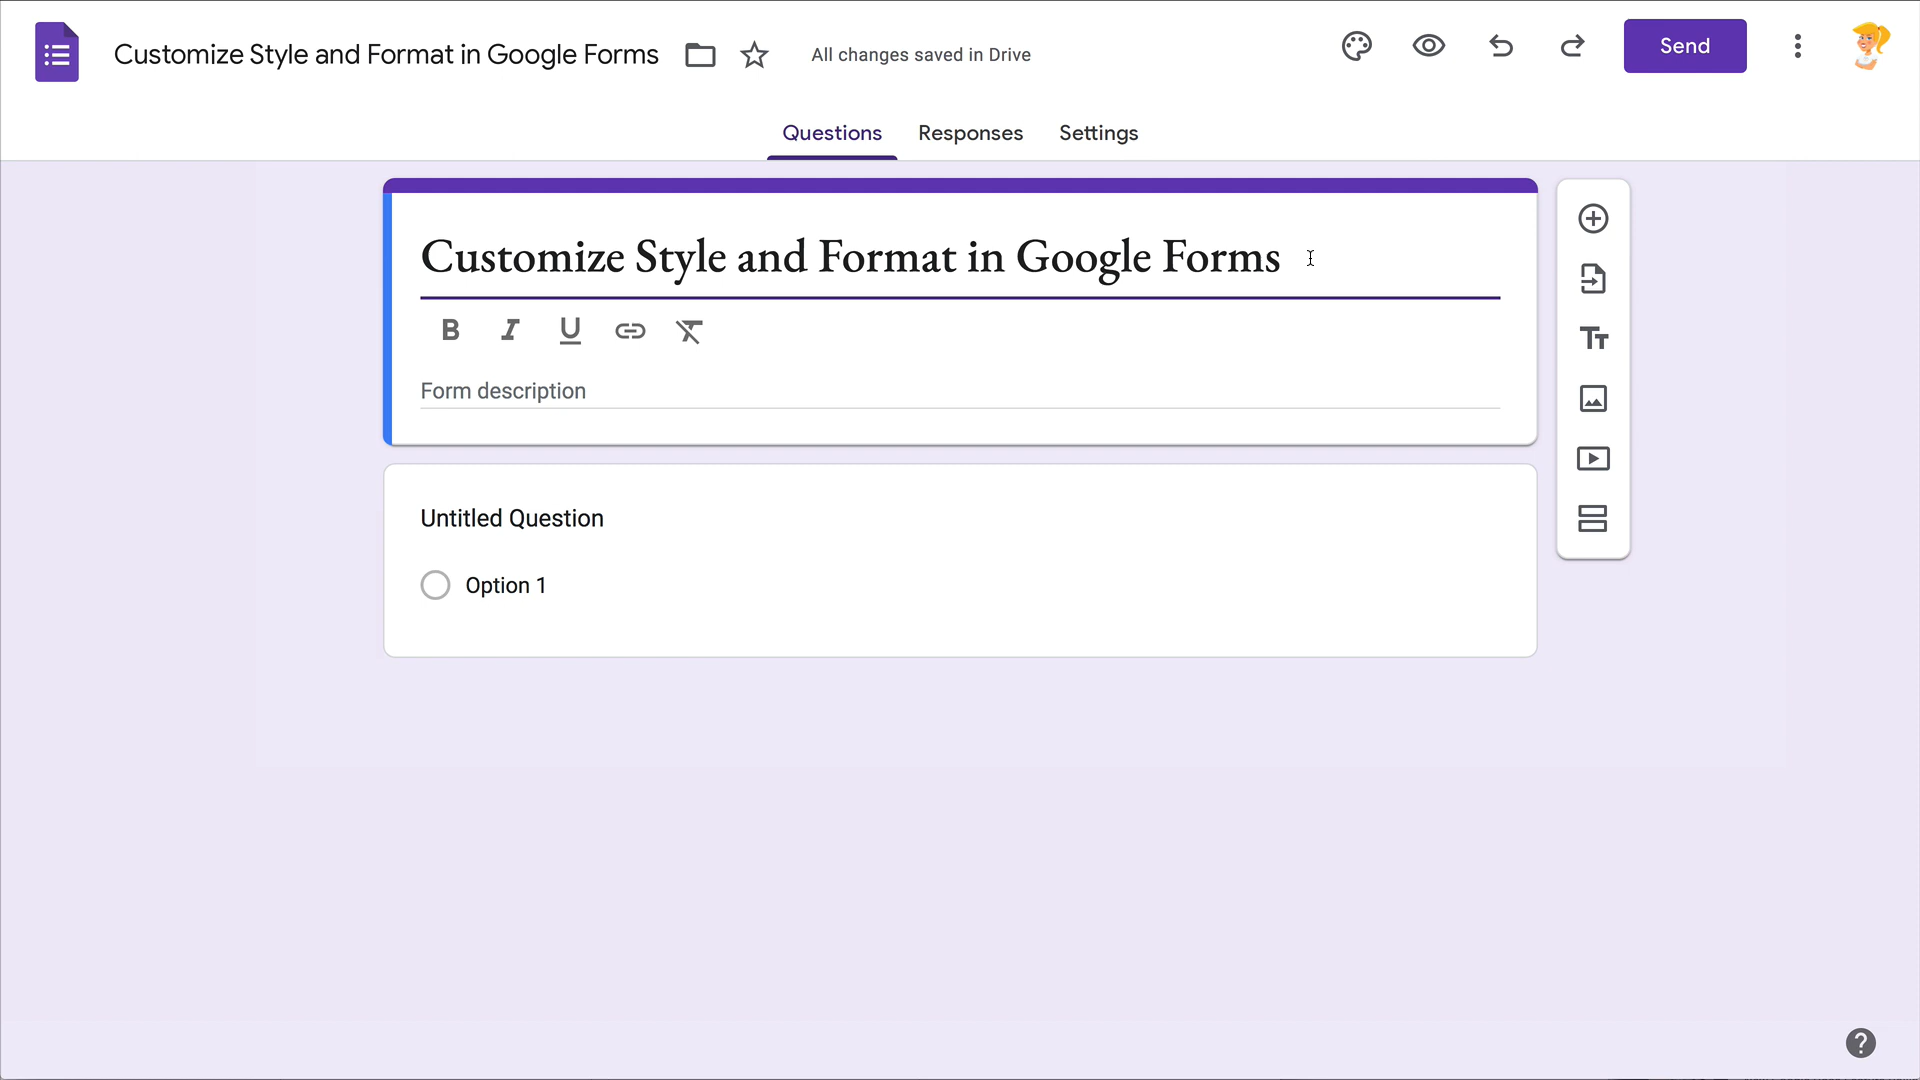 Customize Style and Format in Google Forms
All changes saved in Drive
Send
Questions
Responses
Settings
Customize Style and Format in Google Forms
B I U
Tт
Form description
Untitled Question
Option 1
?